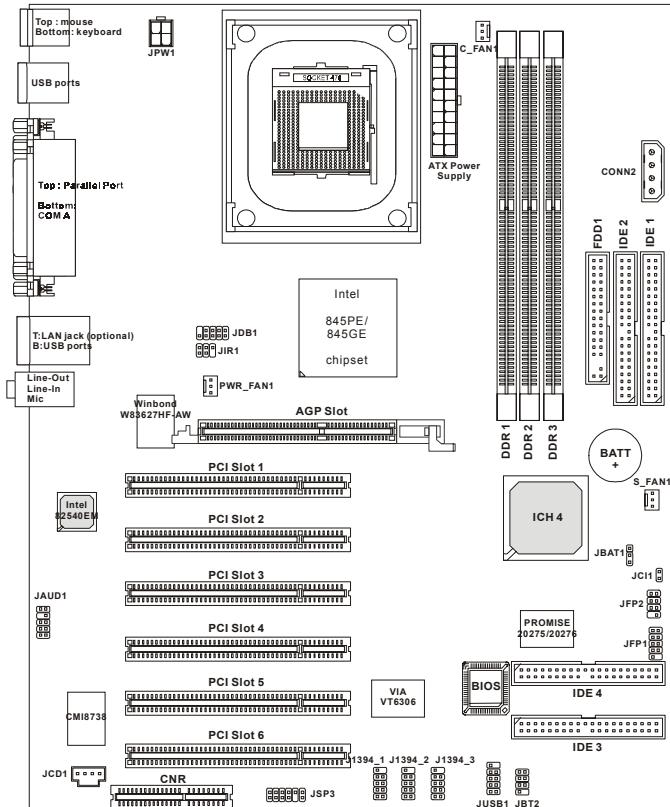 Top : mouse
Bottom: keyboard
JPW1
C_FAN1
USB ports
SOCKET 478
ATX Power
Supply
CONN2
Top : Parallel Port
Bottom:
COM A
FDD1
IDE 2
IDE 1
Intel
845PE/
845GE
chipset
T:LAN jack (optional)
B:USB ports
JDB1
JIR1
Line-Out
Line-In
Mic
PWR_FAN1
Winbond
W83627HF-AW
AGP Slot
DDR 1
DDR 2
DDR 3
BATT
+
S_FAN1
PCI Slot 1
Intel
82540EM
ICH 4
PCI Slot 2
JBAT1
JCI1
PCI Slot 3
JAUD1
JFP2
PROMISE
20275/20276
JFP1
PCI Slot 4
PCI Slot 5
VIA
VT6306
BIOS
IDE 4
CMI8738
PCI Slot 6
IDE 3
J1394_1
J1394_2
J1394_3
JCD1
CNR
JSP3
JUSB1
JBT2